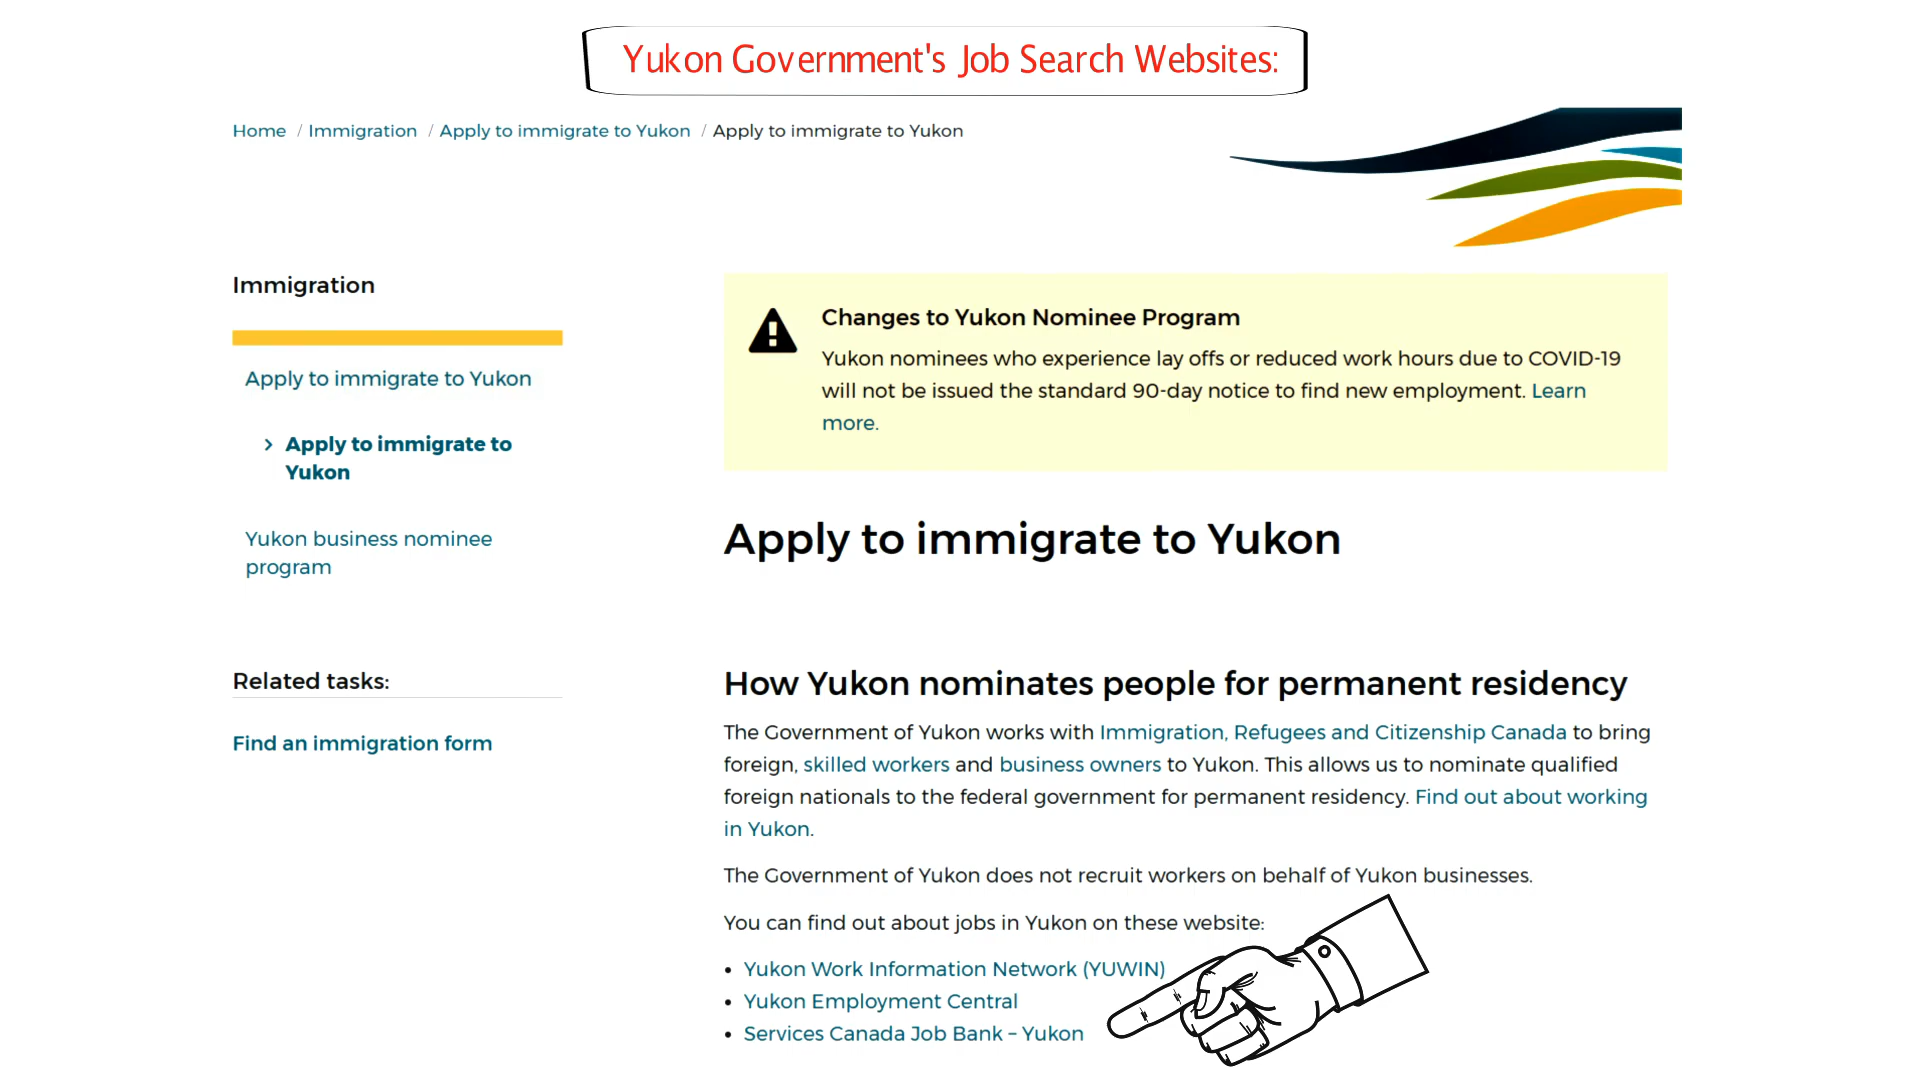 Yukon Government's Job Search Websites:
Home / Immigration / Apply to immigrate to Yukon / Apply to immigrate to Yukon
Immigration
Apply to immigrate to Yukon
> Apply to immigrate to
Yukon
Yukon business nominee
program
Related tasks:
Find an immigration form
Changes to Yukon Nominee Program
Yukon nominees who experience lay offs or reduced work hours due to COVID-19
will not be issued the standard 90-day notice to find new employment. Learn
more.
Apply to immigrate to Yukon
How Yukon nominates people for permanent residency
The Government of Yukon works with Immigration, Refugees and Citizenship Canada to bring
foreign, skilled workers and business owners to Yukon. This allows us to nominate qualified
foreign nationals to the federal government for permanent residency. Find out about working
in Yukon.
The Government of Yukon does not recruit workers on behalf of Yukon businesses.
You can find out about jobs in Yukon on these website:
• Yukon Work Information Network (YUWIN)
• Yukon Employment Central
• Services Canada Job Bank – Yukon